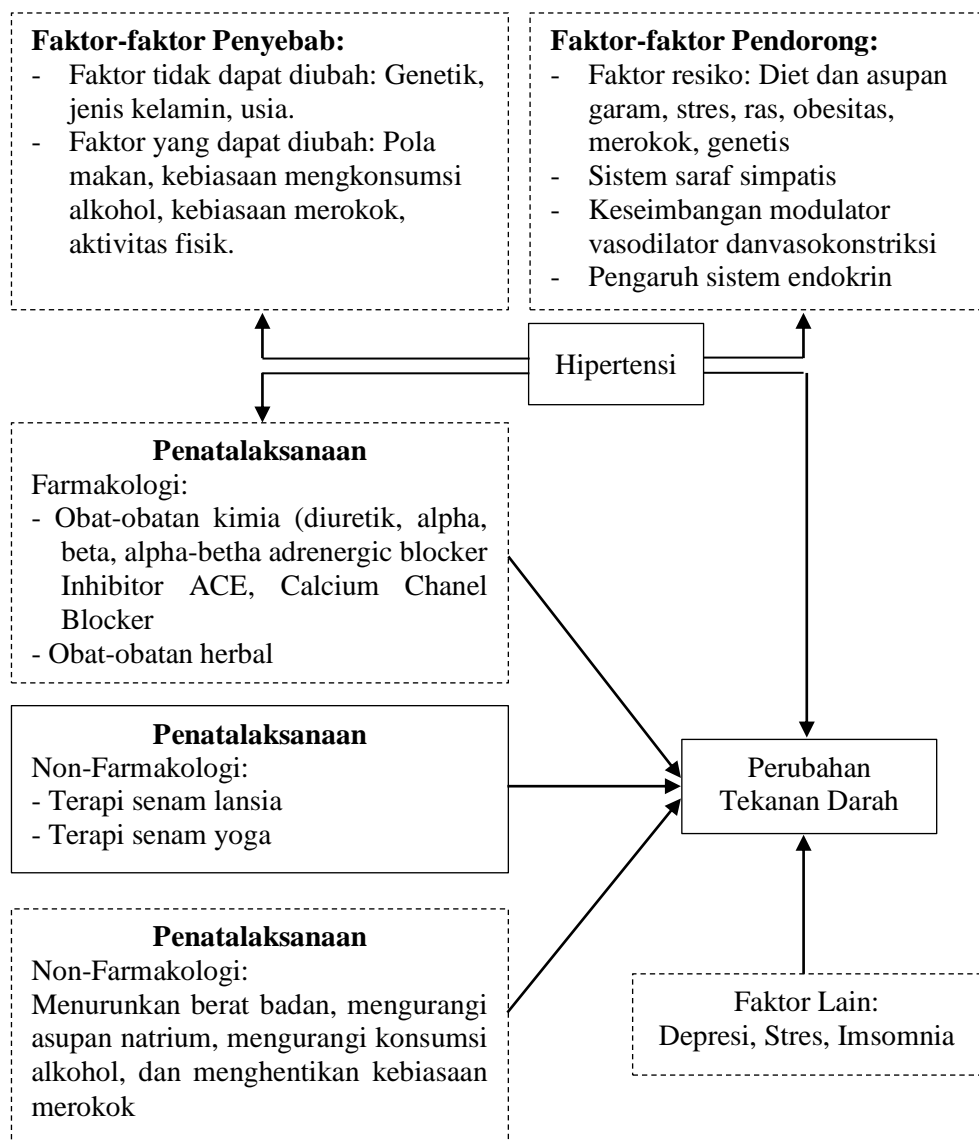 Faktor-faktor Penyebab:
- Faktor tidak dapat diubah: Genetik,
jenis kelamin, usia.
- Faktor yang dapat diubah: Pola
makan, kebiasaan mengkonsumsi
alkohol, kebiasaan merokok,
aktivitas fisik.
Faktor-faktor Pendorong:
- Faktor resiko: Diet dan asupan
garam, stres, ras, obesitas,
merokok, genetis
- Sistem saraf simpatis
- Keseimbangan modulator
vasodilator danvasokonstriksi
- Pengaruh sistem endokrin
Hipertensi
Penatalaksanaan
Farmakologi:
- Obat-obatan kimia (diuretik, alpha,
beta, alpha-betha adrenergic blocker
Inhibitor ACE, Calcium Chanel
Blocker
- Obat-obatan herbal
Penatalaksanaan
Non-Farmakologi:
- Terapi senam lansia
- Terapi senam yoga
Perubahan
Tekanan Darah
Penatalaksanaan
Non-Farmakologi:
Menurunkan berat badan, mengurangi
asupan natrium, mengurangi konsumsi
alkohol, dan menghentikan kebiasaan
merokok
Faktor Lain:
Depresi, Stres, Imsomnia